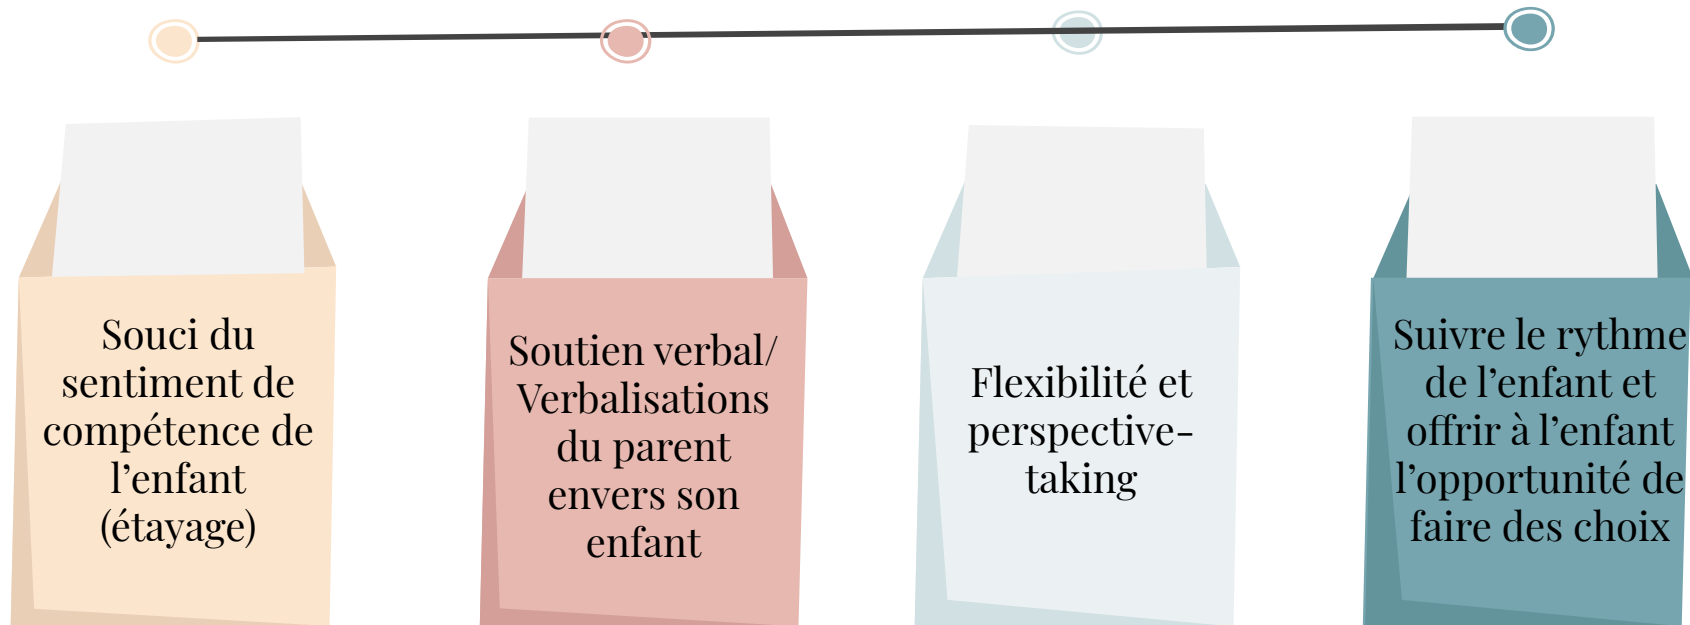 Souci du
sentiment de
compétence de
l’enfant
(étayage)
Soutien verbal/
Verbalisations
du parent
envers son
enfant
Flexibilité et
perspective-
taking
Suivre le rythme
de l’enfant et
offrir à l’enfant
l’opportunité de
faire des choix